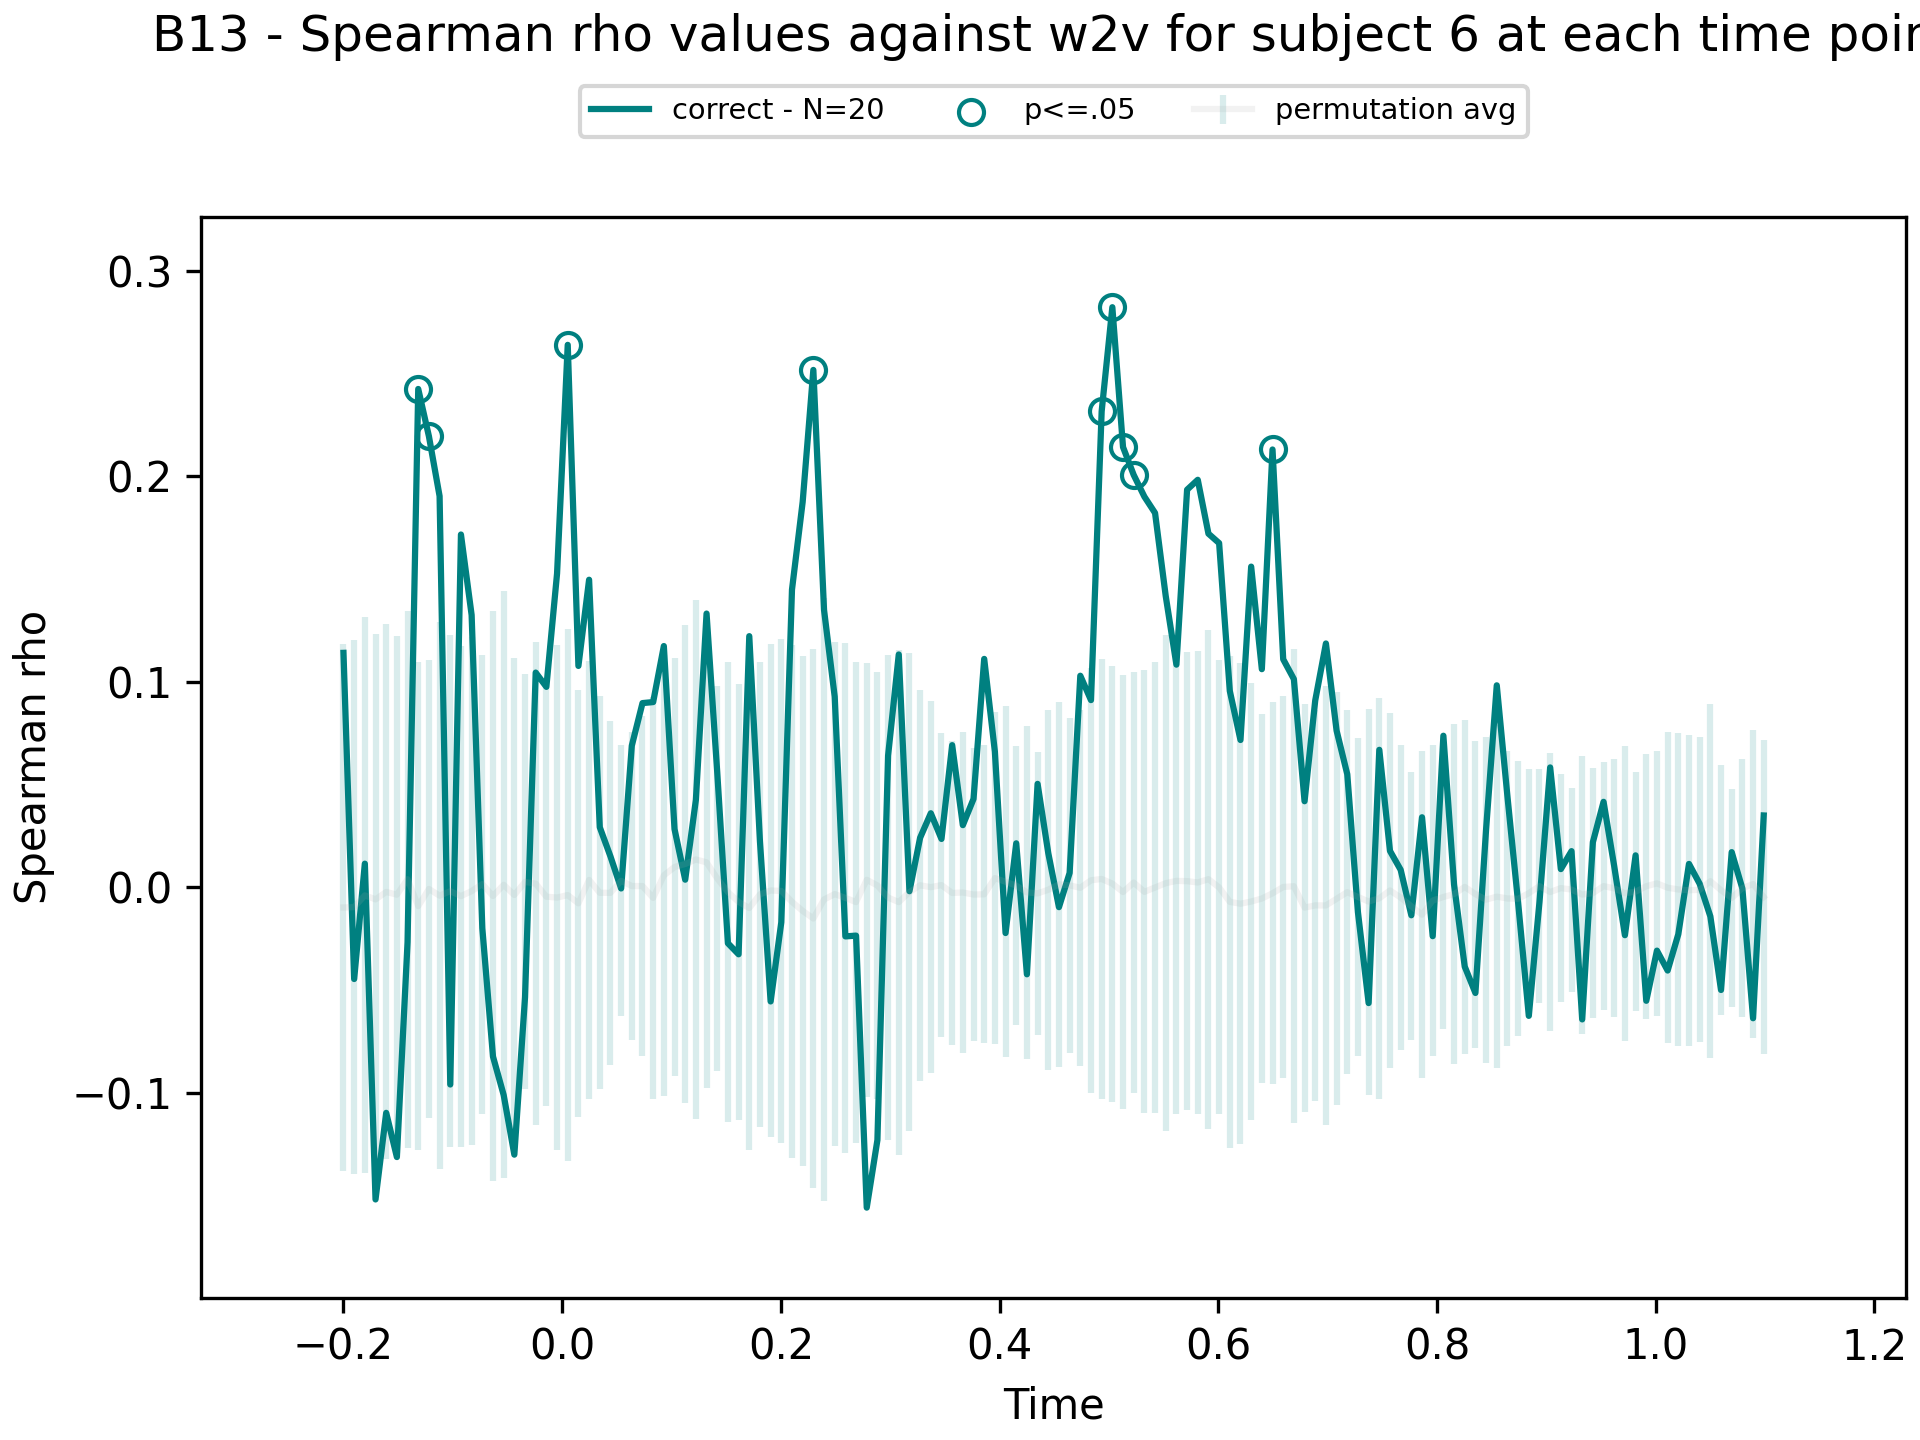 B13 - Spearman rho values against w2v for subject 6 at each time
correct - N=20 p<=.05 permutation avg
0.3
0.2
0.1
0.0
−0.1
Spearman rho
−0.2 0.0 0.2 0.4 0.6 0.8 1.0 1.2
Time